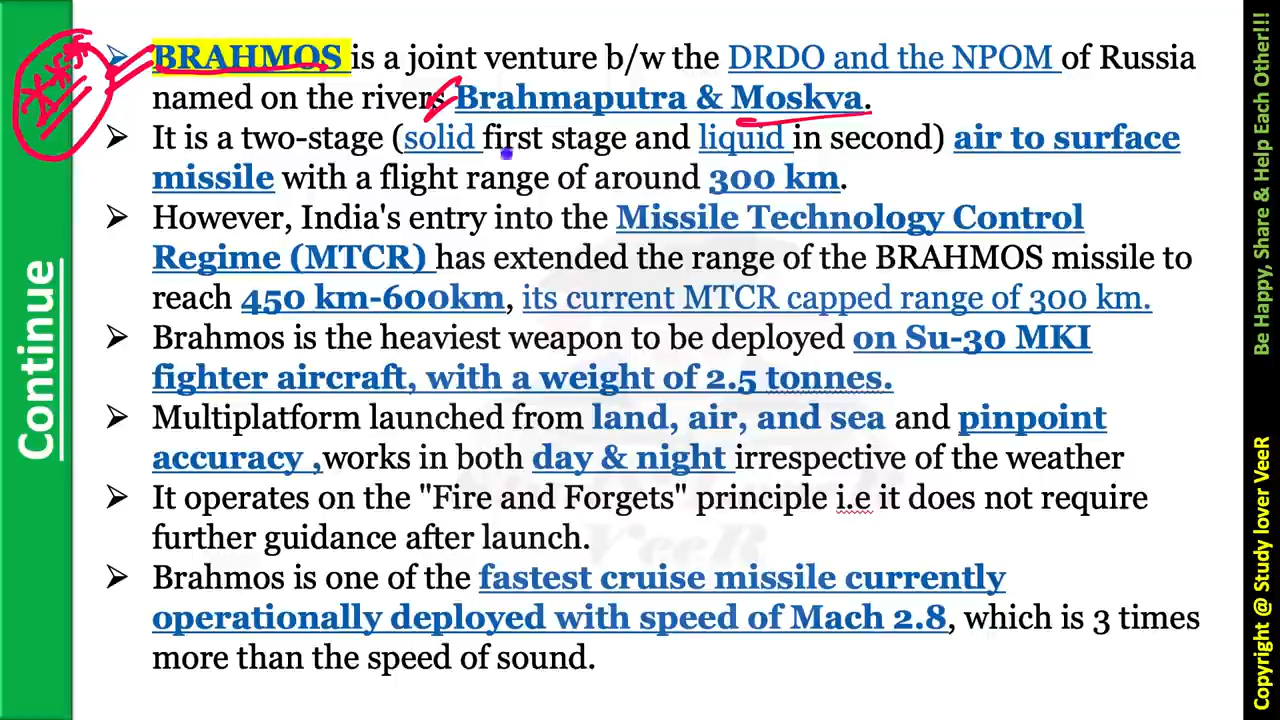 Continue
➢ BRAHMOS is a joint venture b/w the DRDO and the NPOM of Russia
named on the rivers Brahmaputra & Moskva.
➢ It is a two-stage (solid first stage and liquid in second) air to surface
missile with a flight range of around 300 km.
➢ However, India's entry into the Missile Technology Control
Regime (MTCR) has extended the range of the BRAHMOS missile to
reach 450 km-600km, its current MTCR capped range of 300 km.
➢ Brahmos is the heaviest weapon to be deployed on Su-30 MKI
fighter aircraft, with a weight of 2.5 tonnes.
➢ Multiplatform launched from land, air, and sea and pinpoint
accuracy ,works in both day & night irrespective of the weather
➢ It operates on the "Fire and Forgets" principle i.e it does not require
further guidance after launch.
➢ Brahmos is one of the fastest cruise missile currently
operationally deployed with speed of Mach 2.8, which is 3 times
more than the speed of sound.
VeeR
Be Happy, Share & Help Each Other!!!
Copyright @ Study lover VeeR